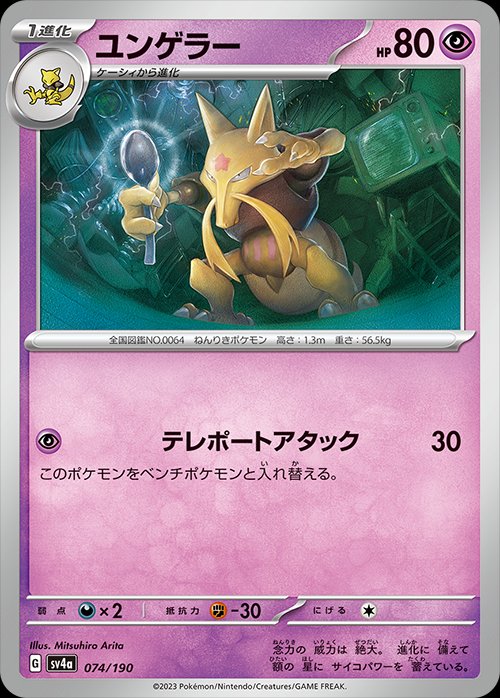 1進化 ユンゲラー HP80
ケーシィから進化
全国図鑑NO.0064 ねんりきポケモン 高さ：1.3m 重さ：56.5kg
テレポートアタック 30
このポケモンをベンチポケモンと入れ替える。
弱点 ×2 抵抗力 -30 にげる
Illus. Mitsuhiro Arita
念力の 威力は 絶大。 進化に 備えて
額の 星に サイコパワーを 蓄えている。
G sv4a 074/190
©2023 Pokémon/Nintendo/Creatures/GAME FREAK.